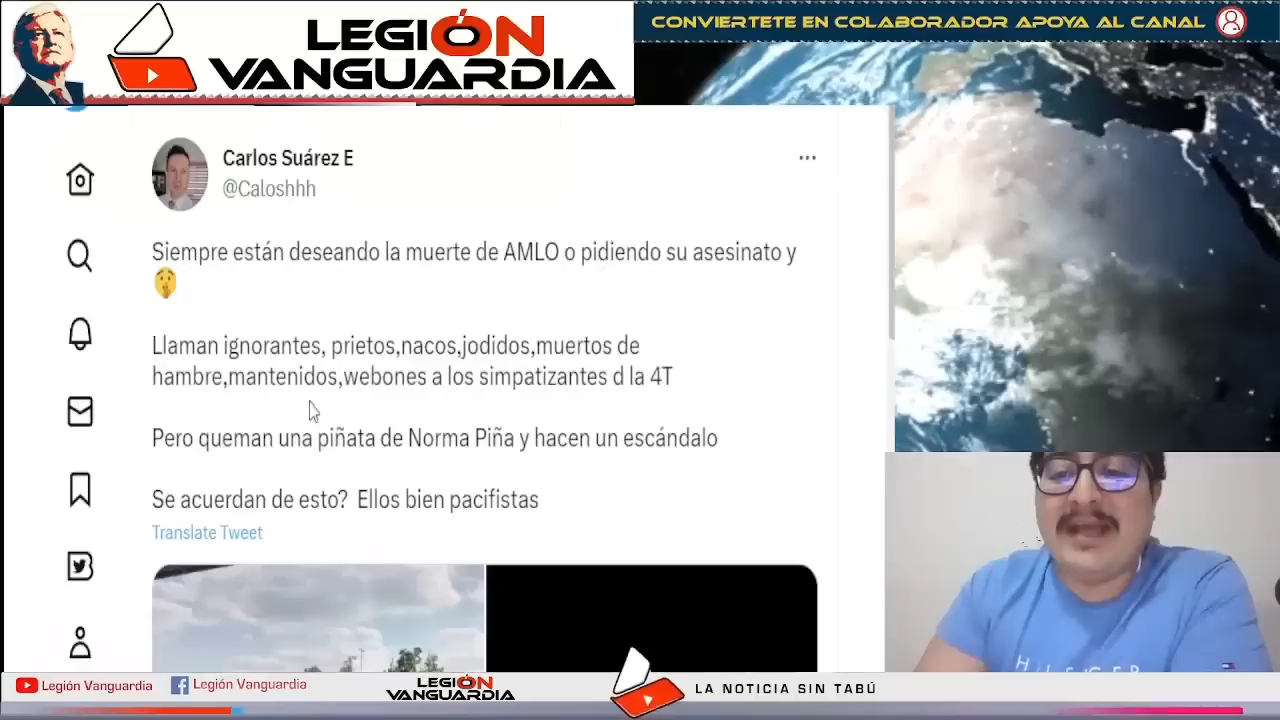 LEGIÓN
VANGUARDIA
CONVIERTETE EN COLABORADOR APOYA AL CANAL
Carlos Suárez E
@Caloshhh
Siempre están deseando la muerte de AMLO o pidiendo su asesinato y
🤫
Llaman ignorantes, prietos,nacos,jodidos,muertos de
hambre,mantenidos,webones a los simpatizantes d la 4T
Pero queman una piñata de Norma Piña y hacen un escándalo
Se acuerdan de esto? Ellos bien pacifistas
Translate Tweet
HILFIGER
Legión Vanguardia
Legión Vanguardia
LEGIÓN
VANGUARDIA
LA NOTICIA SIN TABÚ